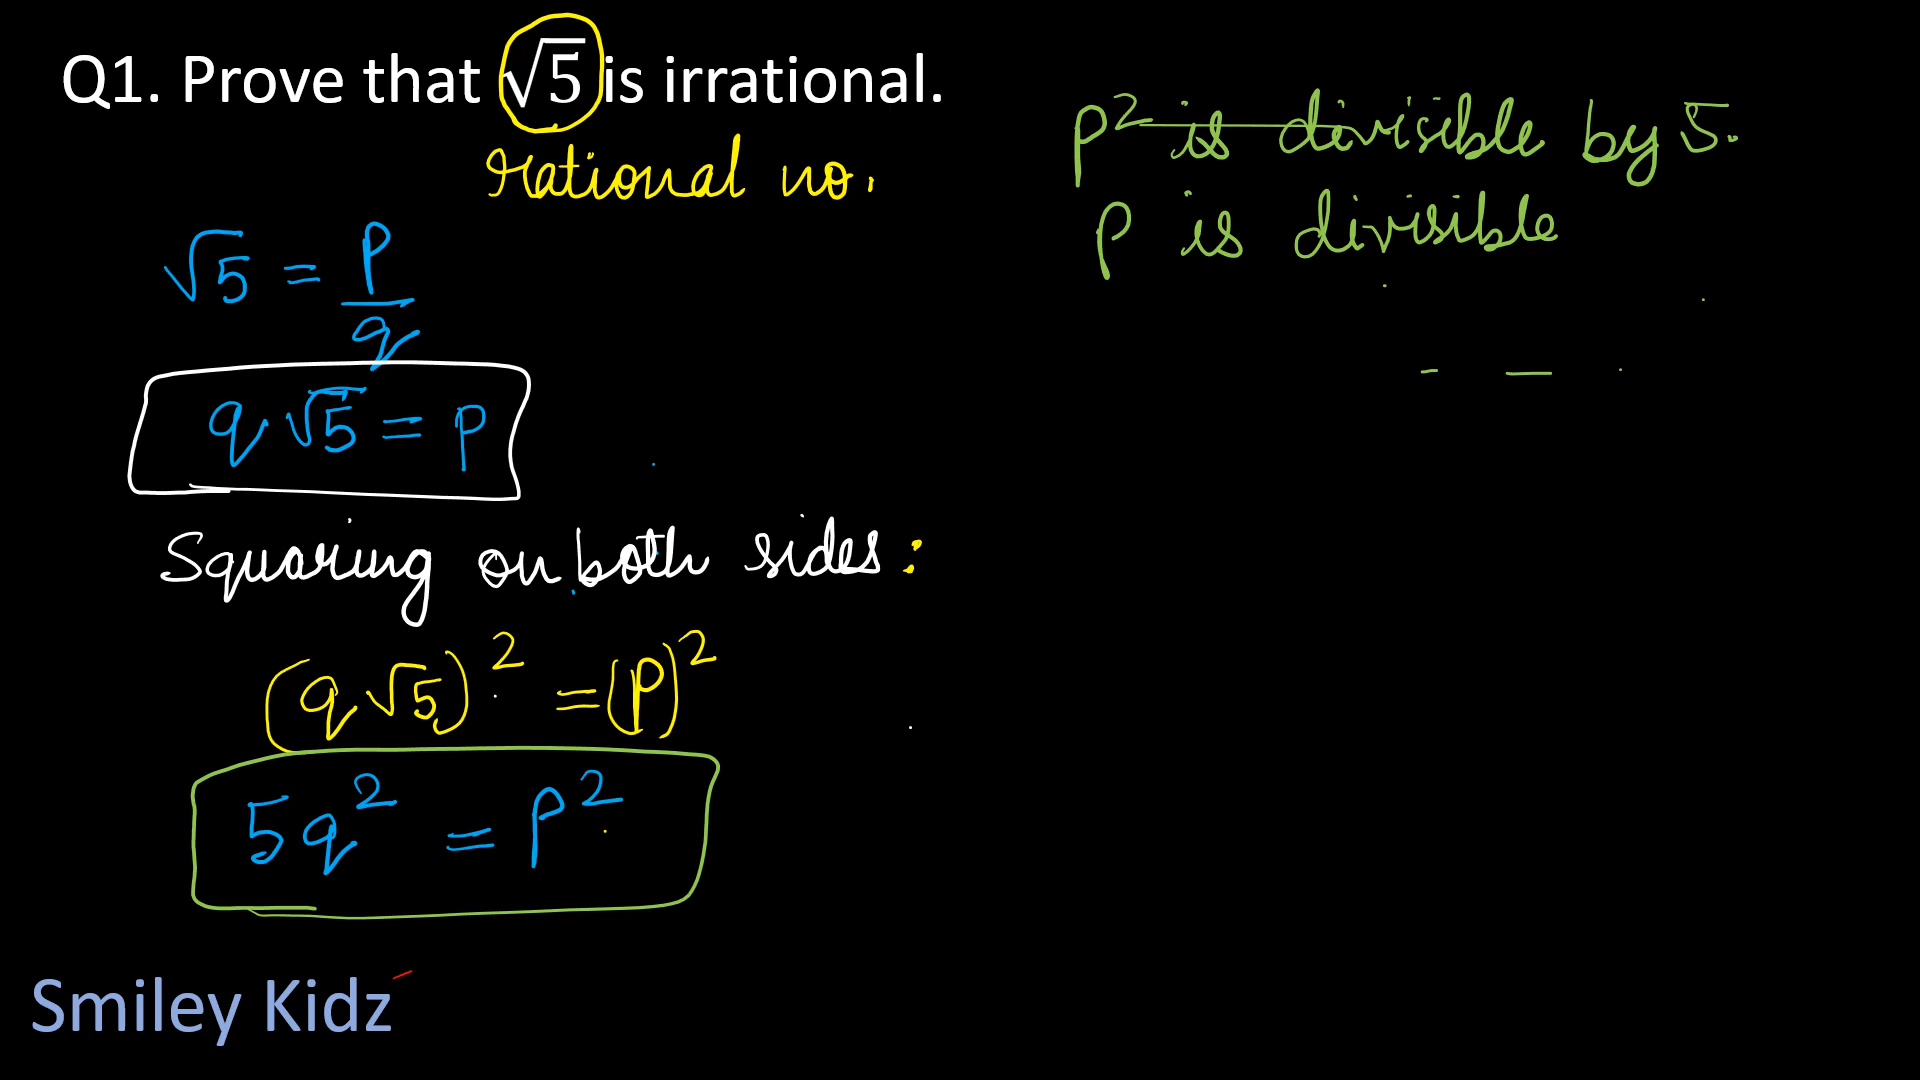 Q1. Prove that √5 is irrational.
rational no.
√5 = p/q
q√5 = p
Squaring on both sides:
(q√5)² = (p)²
5q² = p²
p² is divisible by 5.
p is divisible
Smiley Kidz